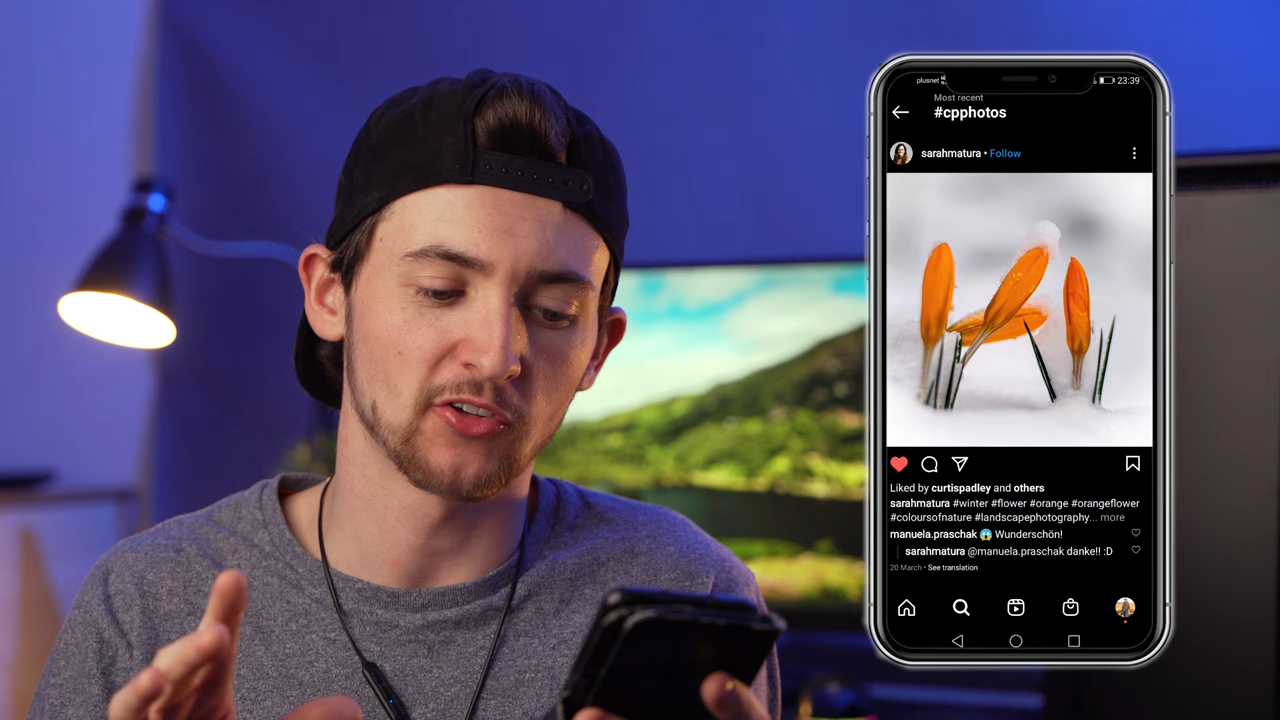 plusnet
23:39
Most recent
#cpphotos
sarahmatura • Follow
Liked by curtispadley and others
sarahmatura #winter #flower #orange #orangeflower
#coloursofnature #landscapephotography... more
manuela.praschak 😱 Wunderschön!
sarahmatura @manuela.praschak danke!! :D
20 March • See translation